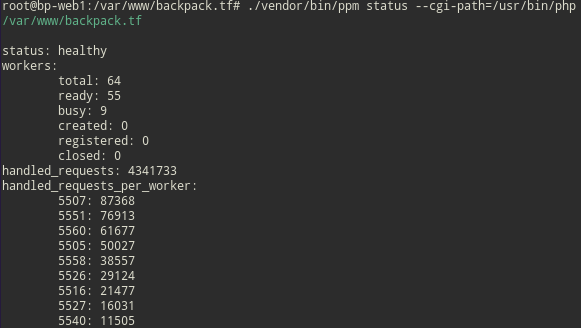 root@bp-web1:/var/www/backpack.tf# ./vendor/bin/ppm status --cgi-path=/usr/bin/php
/var/www/backpack.tf
status: healthy
workers:
total: 64
ready: 55
busy: 9
created: 0
registered: 0
closed: 0
handled_requests: 4341733
handled_requests_per_worker:
5507: 87368
5551: 76913
5560: 61677
5505: 50027
5558: 38557
5526: 29124
5516: 21477
5527: 16031
5540: 11505